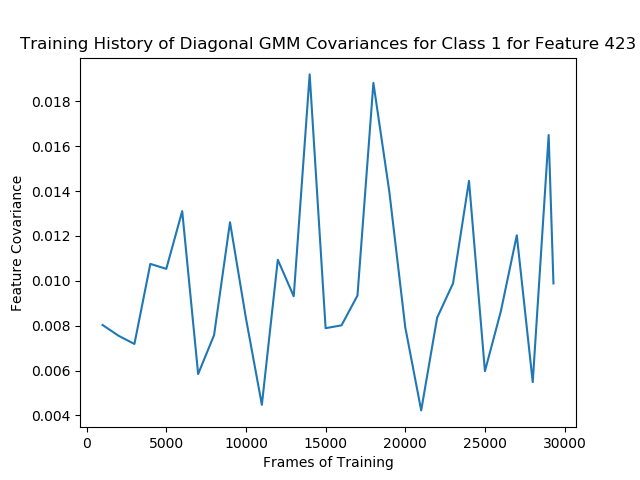 Training History of Diagonal GMM Covariances for Class 1 for Feature 423
Feature Covariance
0.018
0.016
0.014
0.012
0.010
0.008
0.006
0.004
0 5000 10000 15000 20000 25000 30000
Frames of Training